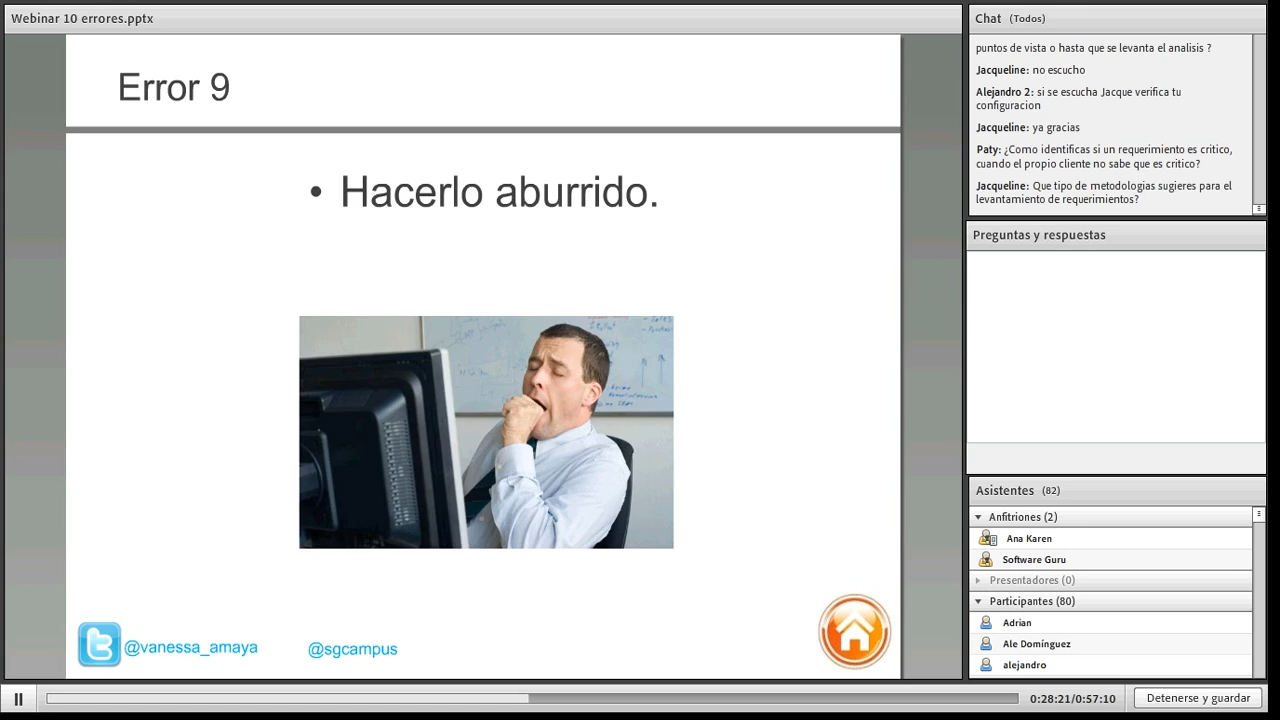 Webinar 10 errores.pptx
Error 9
• Hacerlo aburrido.
@vanessa_amaya
@sgcampus
Chat (Todos)
puntos de vista o hasta que se levanta el analisis ?
Jacqueline: no escucho
Alejandro 2: si se escucha Jacque verifica tu
configuracion
Jacqueline: ya gracias
Paty: ¿Como identificas si un requerimiento es critico,
cuando el propio cliente no sabe que es critico?
Jacqueline: Que tipo de metodologias sugieres para el
levantamiento de requerimientos?
Preguntas y respuestas
Asistentes (82)
Anfitriones (2)
Ana Karen
Software Guru
Presentadores (0)
Participantes (80)
Adrian
Ale Domínguez
alejandro
0:28:21/0:57:10
Detenerse y guardar